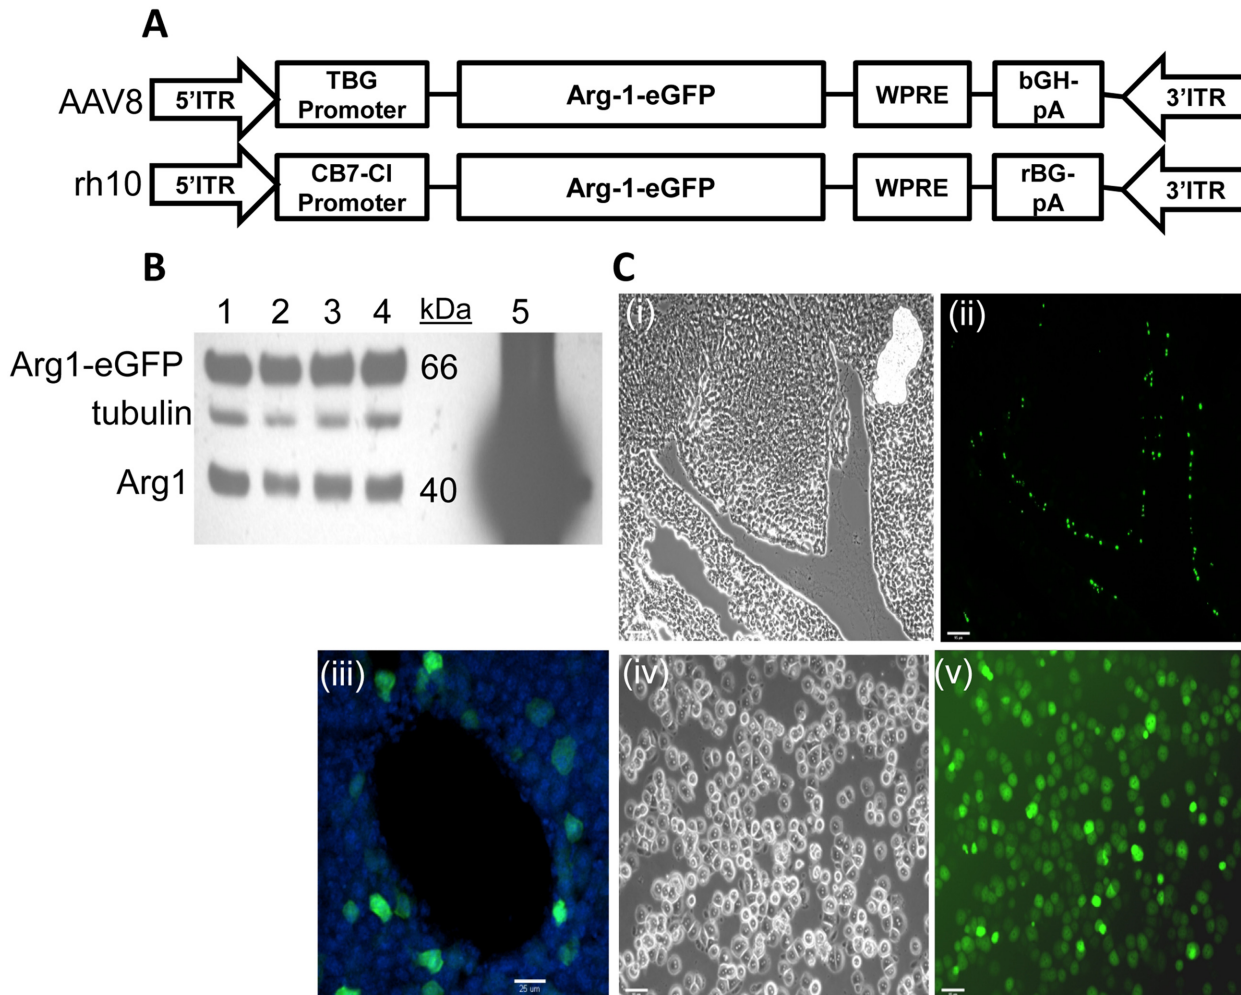 A
AAV8
5'ITR
TBG
Promoter
Arg-1-eGFP
WPRE
bGH-
pA
3'ITR
rh10
5'ITR
CB7-CI
Promoter
Arg-1-eGFP
WPRE
rBG-
pA
3'ITR
B
1 2 3 4 kDa 5
Arg1-eGFP 66
tubulin
Arg1 40
C
(i)
(ii)
(iii)
25 um
(iv)
(v)